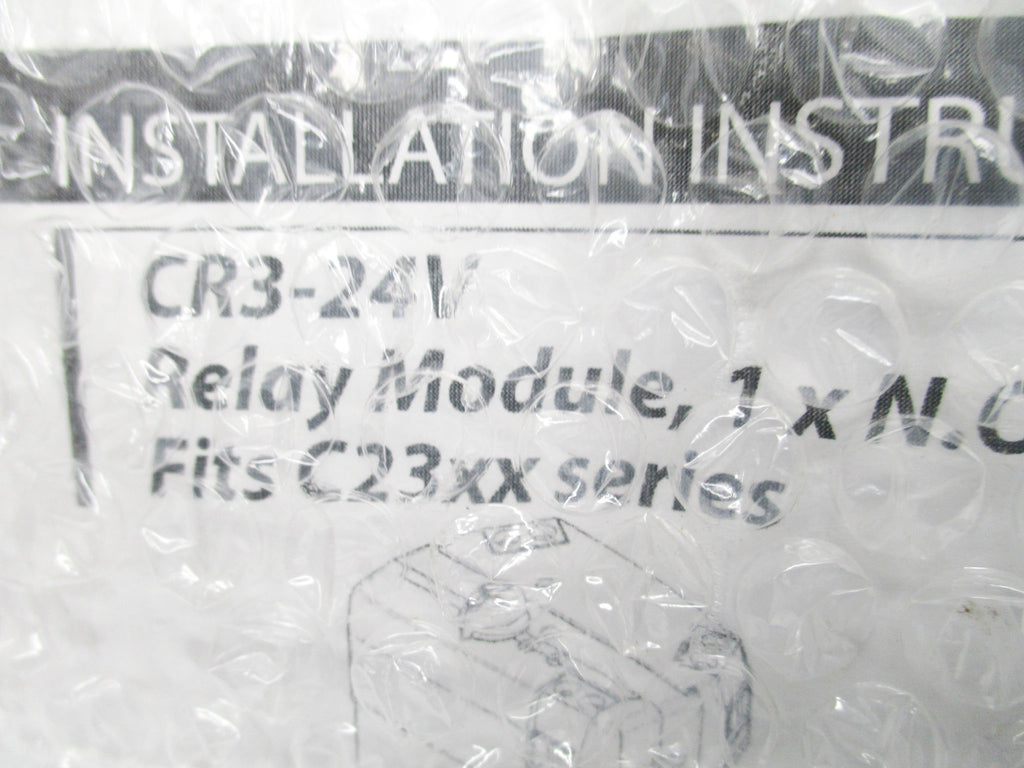 INSTALLATION INSTRU
CR3-24V
Relay Module, 1 x N.O
Fits C23xx series